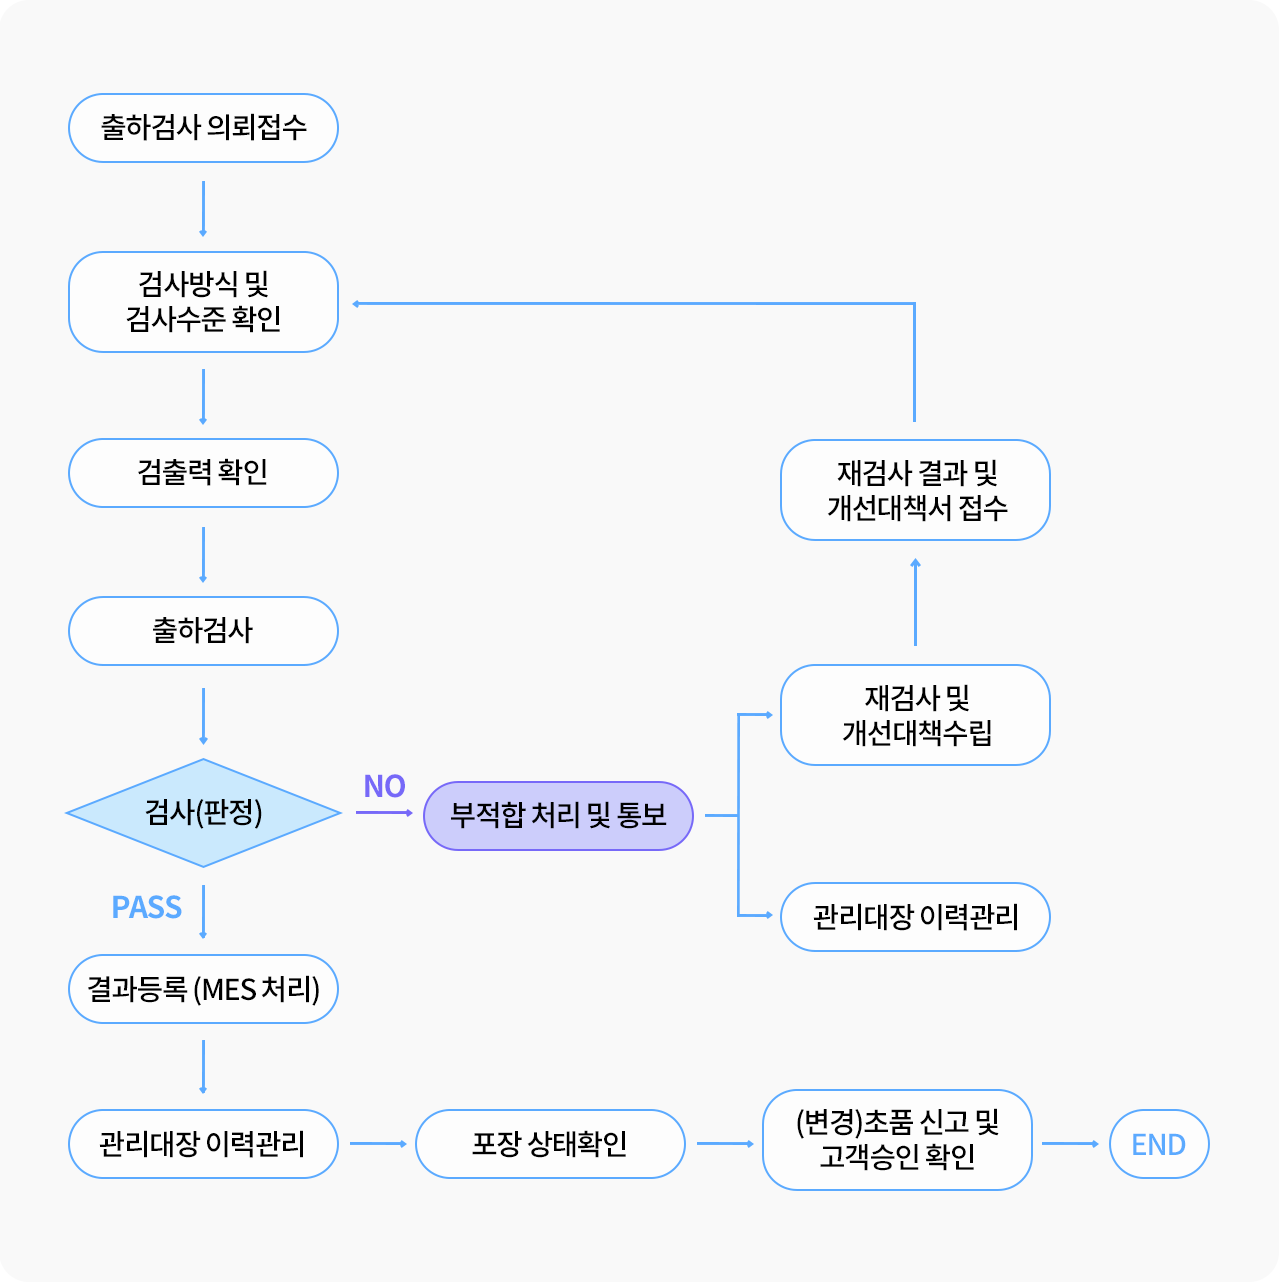 출하검사 의뢰접수
검사방식 및
검사수준 확인
검출력 확인
재검사 결과 및
개선대책서 접수
출하검사
재검사 및
개선대책수립
검사(판정)
NO
부적합 처리 및 통보
PASS
관리대장 이력관리
결과등록 (MES 처리)
관리대장 이력관리
포장 상태확인
(변경)초품 신고 및
고객승인 확인
END